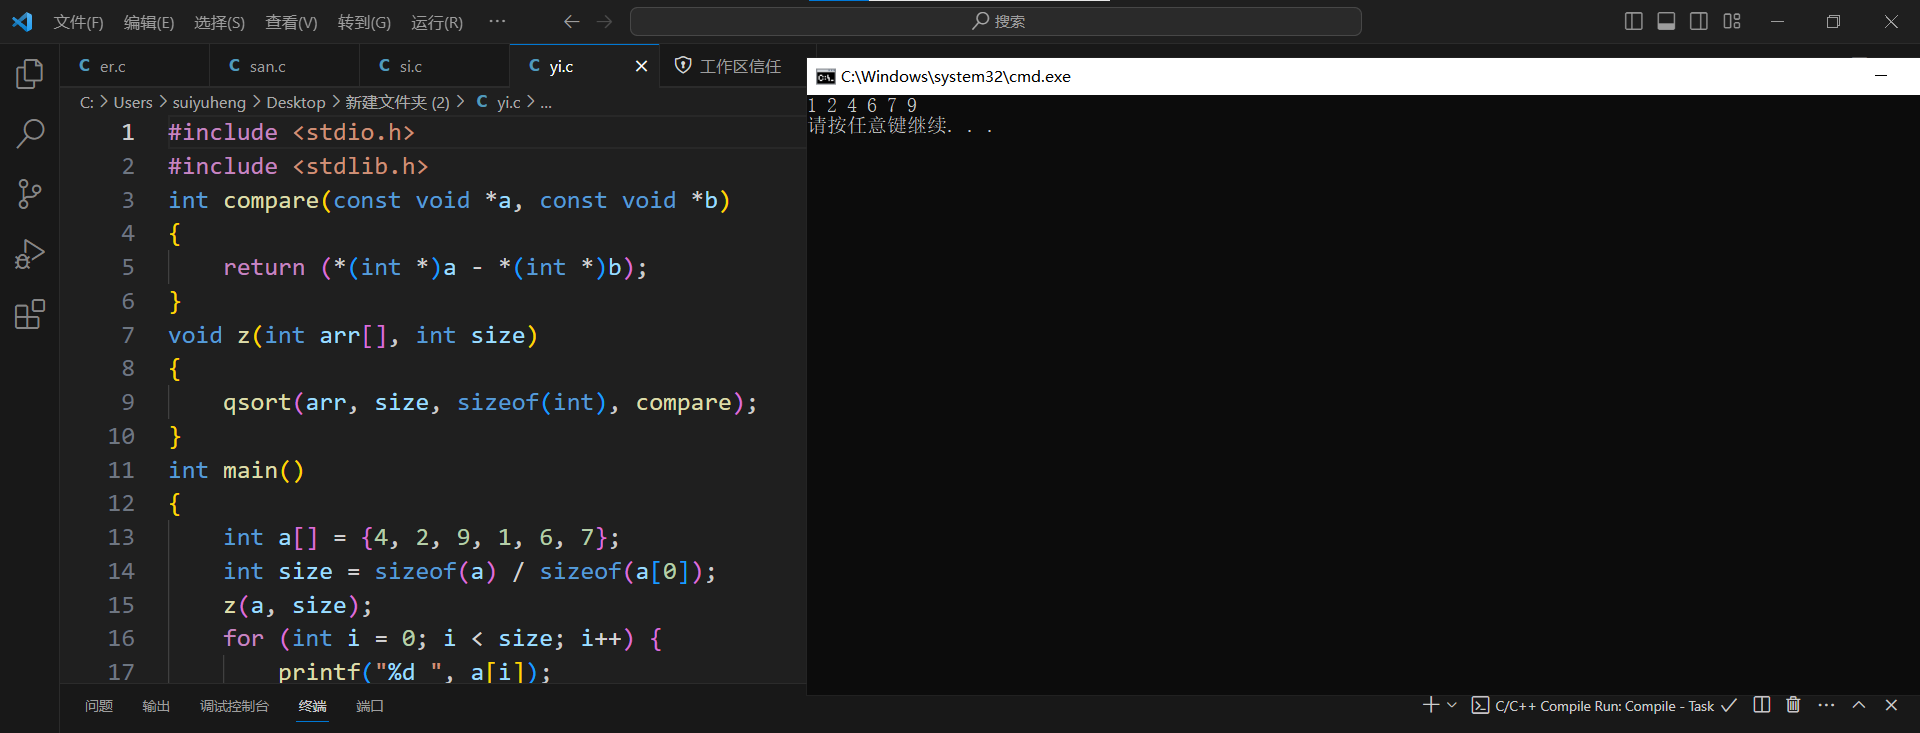 文件(F) 编辑(E) 选择(S) 查看(V) 转到(G) 运行(R) ··· 搜索
er.c san.c si.c yi.c 工作区信任
C: > Users > suiyuheng > Desktop > 新建文件夹 (2) > C yi.c > ...
1 #include <stdio.h>
2 #include <stdlib.h>
3 int compare(const void *a, const void *b)
4 {
5 return (*(int *)a - *(int *)b);
6 }
7 void z(int arr[], int size)
8 {
9 qsort(arr, size, sizeof(int), compare);
10 }
11 int main()
12 {
13 int a[] = {4, 2, 9, 1, 6, 7};
14 int size = sizeof(a) / sizeof(a[0]);
15 z(a, size);
16 for (int i = 0; i < size; i++) {
17 printf("%d ", a[i]);
C:\Windows\system32\cmd.exe
1 2 4 6 7 9
请按任意键继续. . .
问题 输出 调试控制台 终端 端口
C/C++ Compile Run: Compile - Task